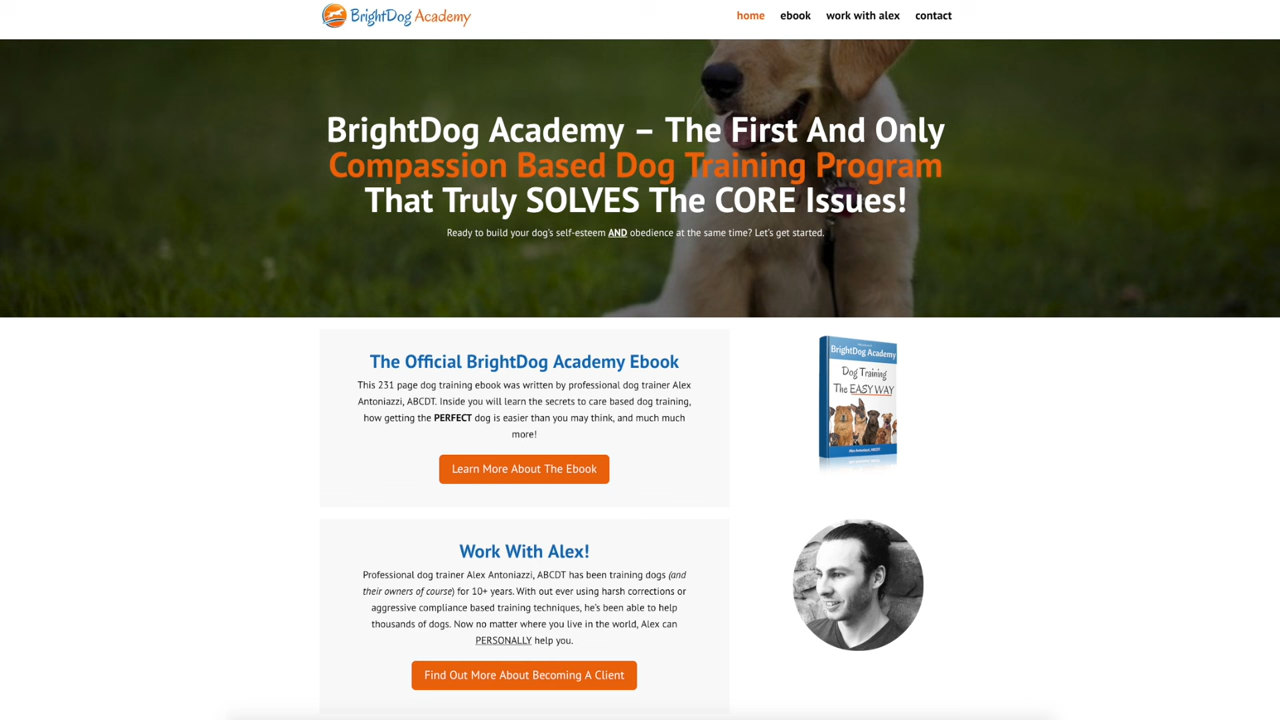 BrightDog Academy
home ebook work with alex contact
BrightDog Academy – The First And Only
Compassion Based Dog Training Program
That Truly SOLVES The CORE Issues!
Ready to build your dog's self-esteem AND obedience at the same time? Let's get started.
The Official BrightDog Academy Ebook
This 231 page dog training ebook was written by professional dog trainer Alex
Antoniazzi, ABCDT. Inside you will learn the secrets to care based dog training,
how getting the PERFECT dog is easier than you may think, and much much
more!
Learn More About The Ebook
BrightDog Academy
Dog Training
The EASY WAY
Alex Antoniazzi, ABCDT
Work With Alex!
Professional dog trainer Alex Antoniazzi, ABCDT has been training dogs (and
their owners of course) for 10+ years. With out ever using harsh corrections or
aggressive compliance based training techniques, he's been able to help
thousands of dogs. Now no matter where you live in the world, Alex can
PERSONALLY help you.
Find Out More About Becoming A Client